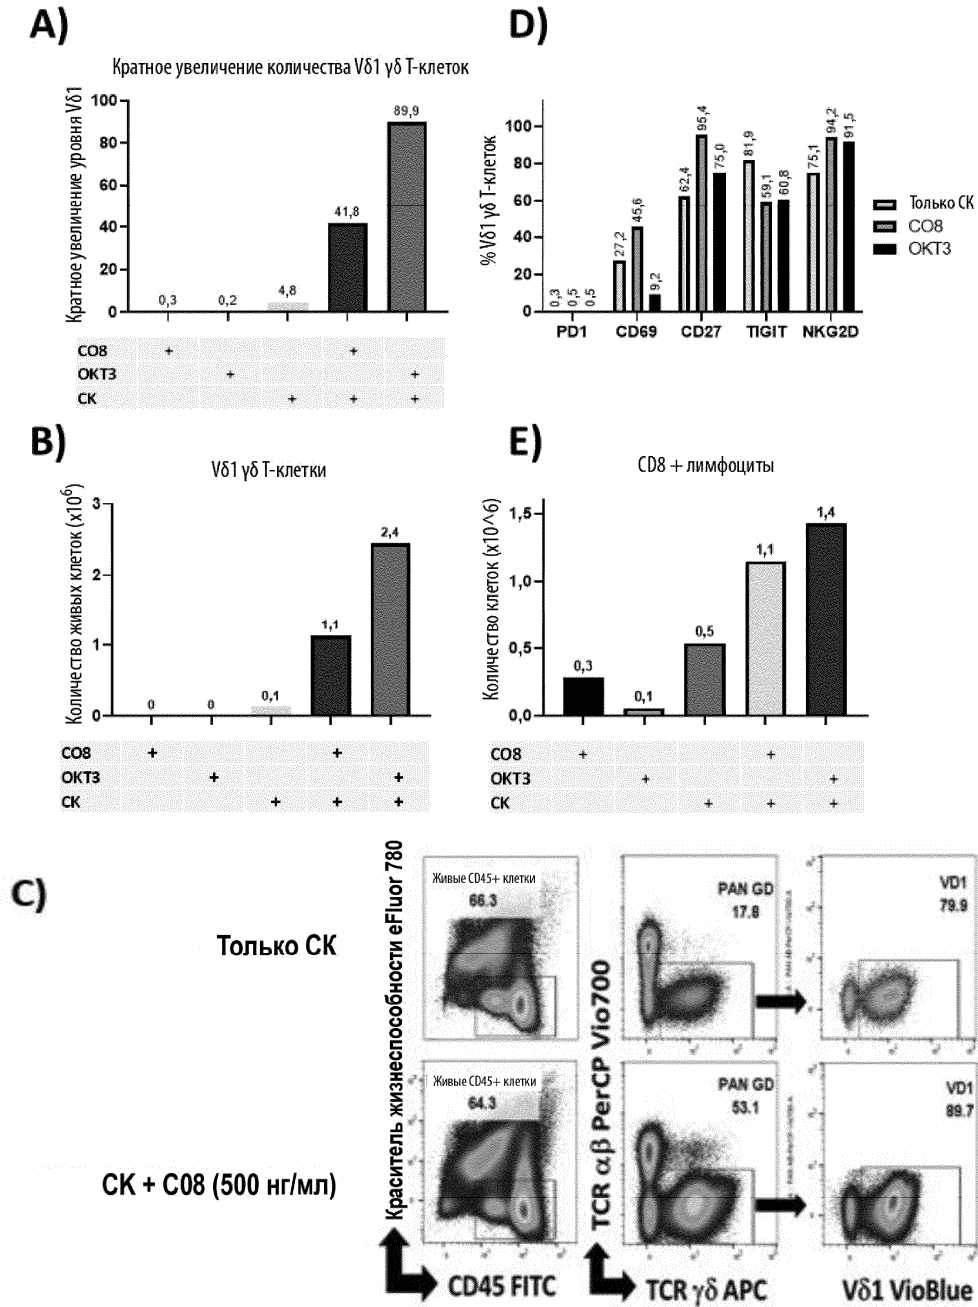 A)
Кратное увеличение количества Vδ1 γδ Т-клеток
Кратное увеличение уровня Vδ1
100
80
60
40
20
0
0,3
0,2
4,8
41,8
89,9
CO8 + +
OKT3 + +
CK + + +
D)
% Vδ1 γδ Т-клеток
100
80
60
40
20
0
0,3
0,5
0,5
27,2
45,6
9,2
62,4
95,4
75,0
81,9
59,1
60,8
75,1
94,2
91,5
PD1 CD69 CD27 TIGIT NKG2D
Только СК
CO8
OKT3
B)
Vδ1 γδ Т-клетки
Количество живых клеток (x10⁶)
3
2
1
0
0
0
0,1
1,1
2,4
CO8 + +
OKT3 + +
CK + + +
E)
CD8 + лимфоциты
Количество клеток (x10^6)
1,5
1,0
0,5
0,0
0,3
0,1
0,5
1,1
1,4
CO8 + +
OKT3 + +
CK + + +
C)
Только СК
СК + C08 (500 нг/мл)
Краситель жизнеспособности eFluor 780
Живые CD45+ клетки
66.3
Живые CD45+ клетки
64.3
CD45 FITC
TCR αβ PerCP Vio700
PAN GD
17.8
PAN GD
53.1
TCR γδ APC
VD1
79.9
VD1
89.7
Vδ1 VioBlue